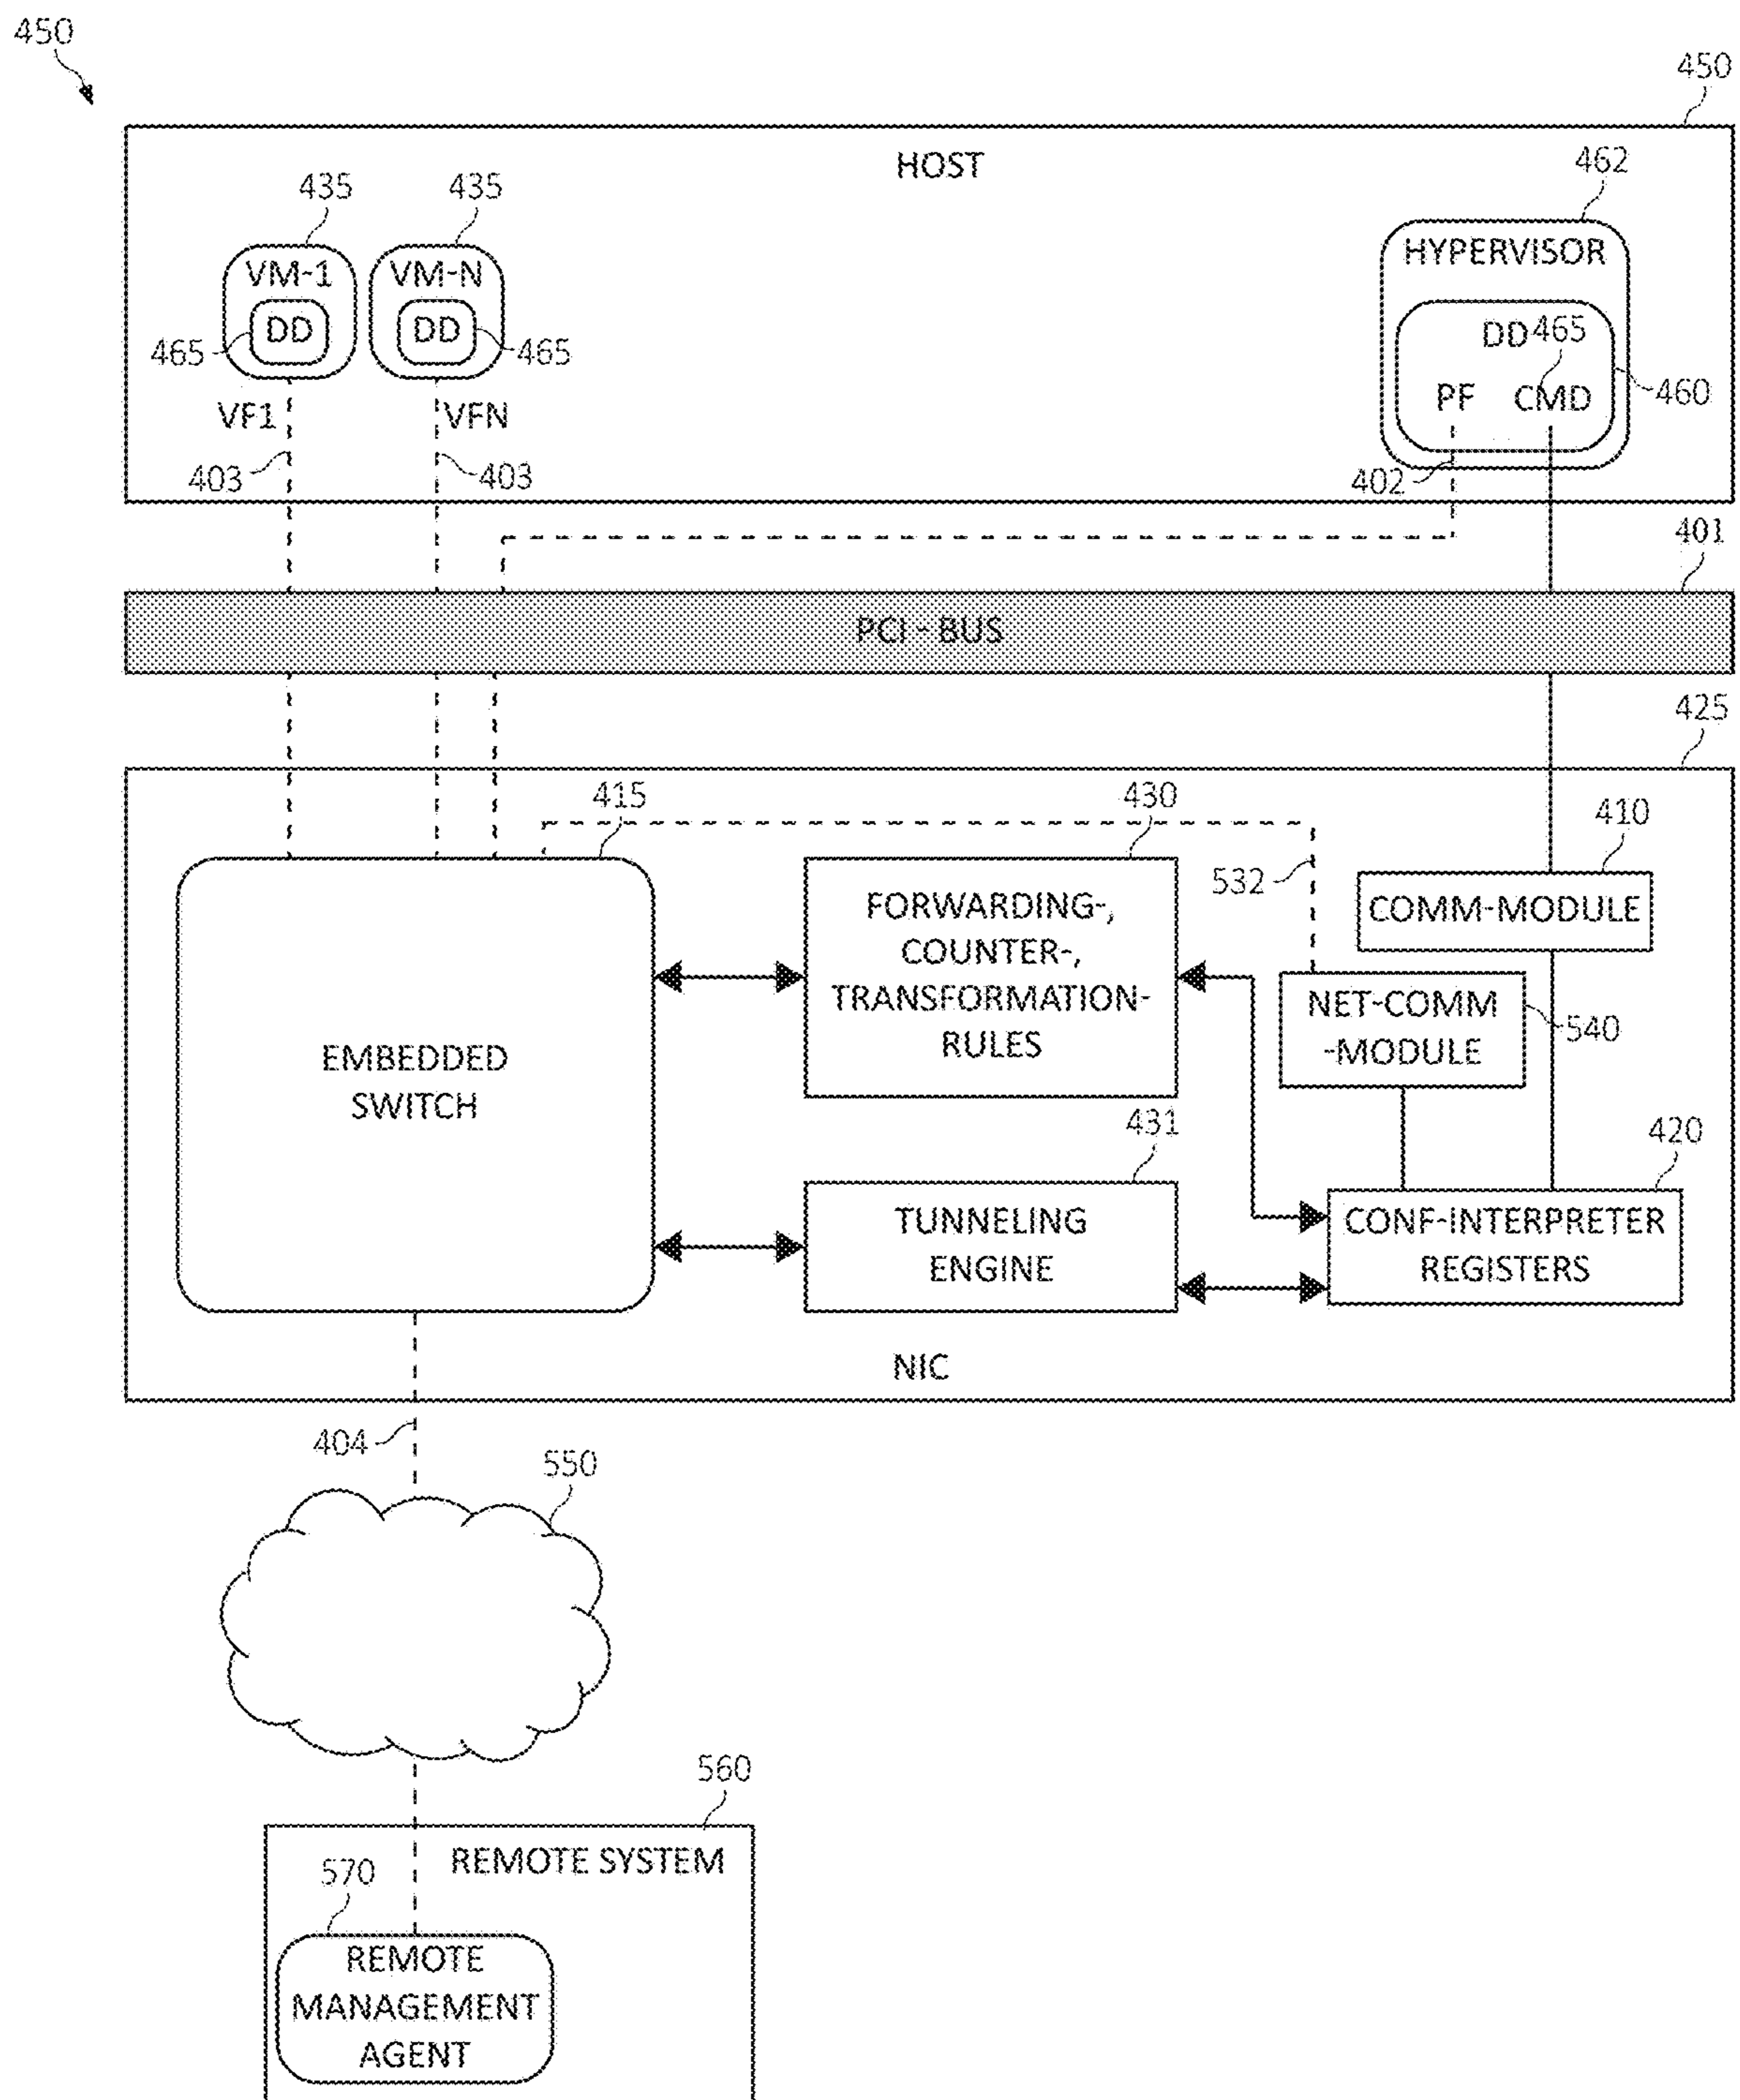 450
450
HOST
462
435
435
HYPERVISOR
VM-1
VM-N
DD
DD
465
465
DD
465
PF
CMD
460
VF1
VFN
403
403
402
401
PCI - BUS
425
415
430
410
532
FORWARDING-,
COUNTER-,
TRANSFORMATION-
RULES
COMM-MODULE
NET-COMM
-MODULE
540
EMBEDDED
SWITCH
431
420
TUNNELING
ENGINE
CONF-INTERPRETER
REGISTERS
NIC
404
550
560
REMOTE SYSTEM
570
REMOTE
MANAGEMENT
AGENT